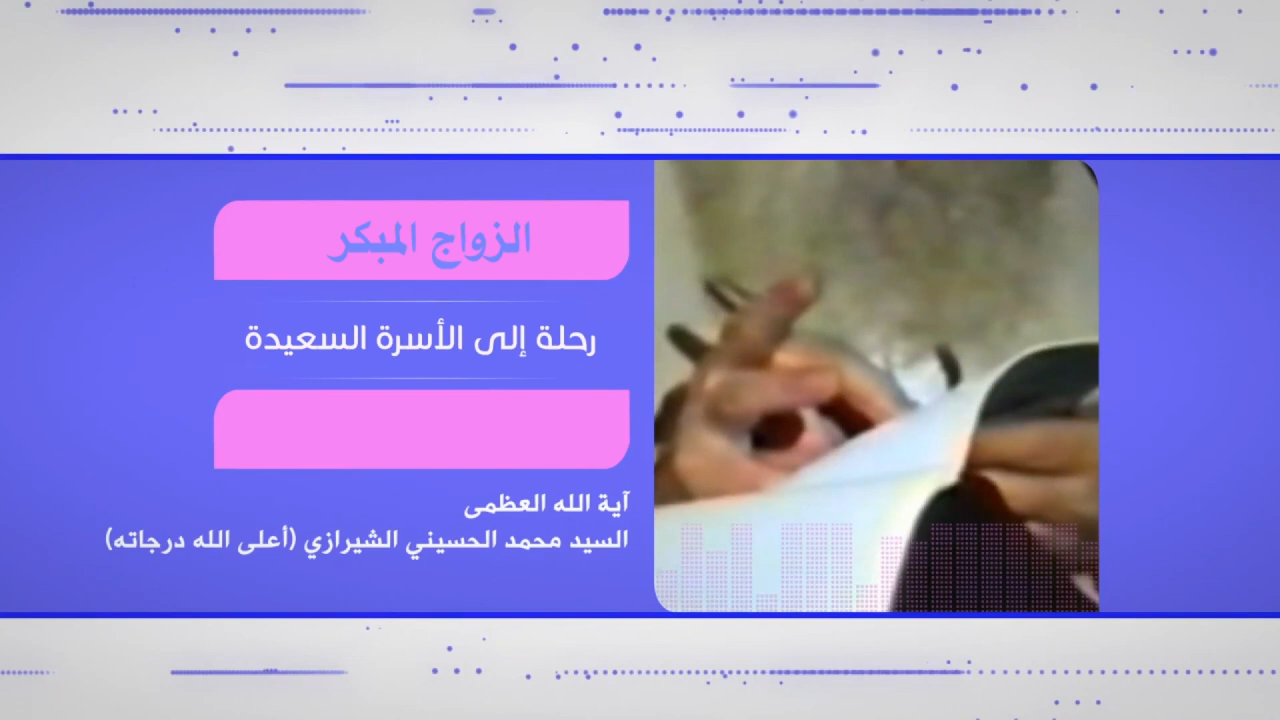 الزواج المبكر
رحلة إلى الأسرة السعيدة
آية الله العظمى
السيد محمد الحسيني الشيرازي (أعلى الله درجاته)